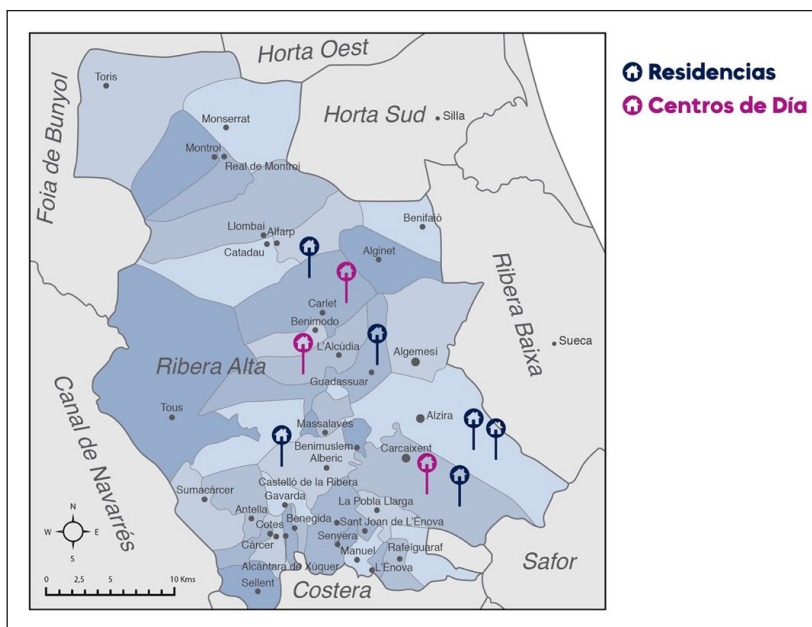 Horta Oest
Residencias
Centros de Día
Toris
Foia de Bunyol
Monserrat
Horta Sud
Silla
Montroi
Real de Montroi
Llombai
Alfarp
Catadau
Benifaió
Alginet
Carlet
Benimodo
L'Alcúdia
Algemesí
Guadassuar
Ribera Alta
Ribera Baixa
Sueca
Tous
Canal de Navarrés
Massalavés
Alzira
Benimuslem
Carcaixent
Alberic
Castelló de la Ribera
Sumacàrcer
Gavarda
La Pobla Llarga
Antella
Cotes
Benegida
Sant Joan de L'Ènova
Càrcer
Senyera
Manuel
Rafelguaraf
Alcàntara de Xúquer
L'Ènova
Sellent
Costera
Safor
N
W
E
S
0 2,5 5 10 Kms